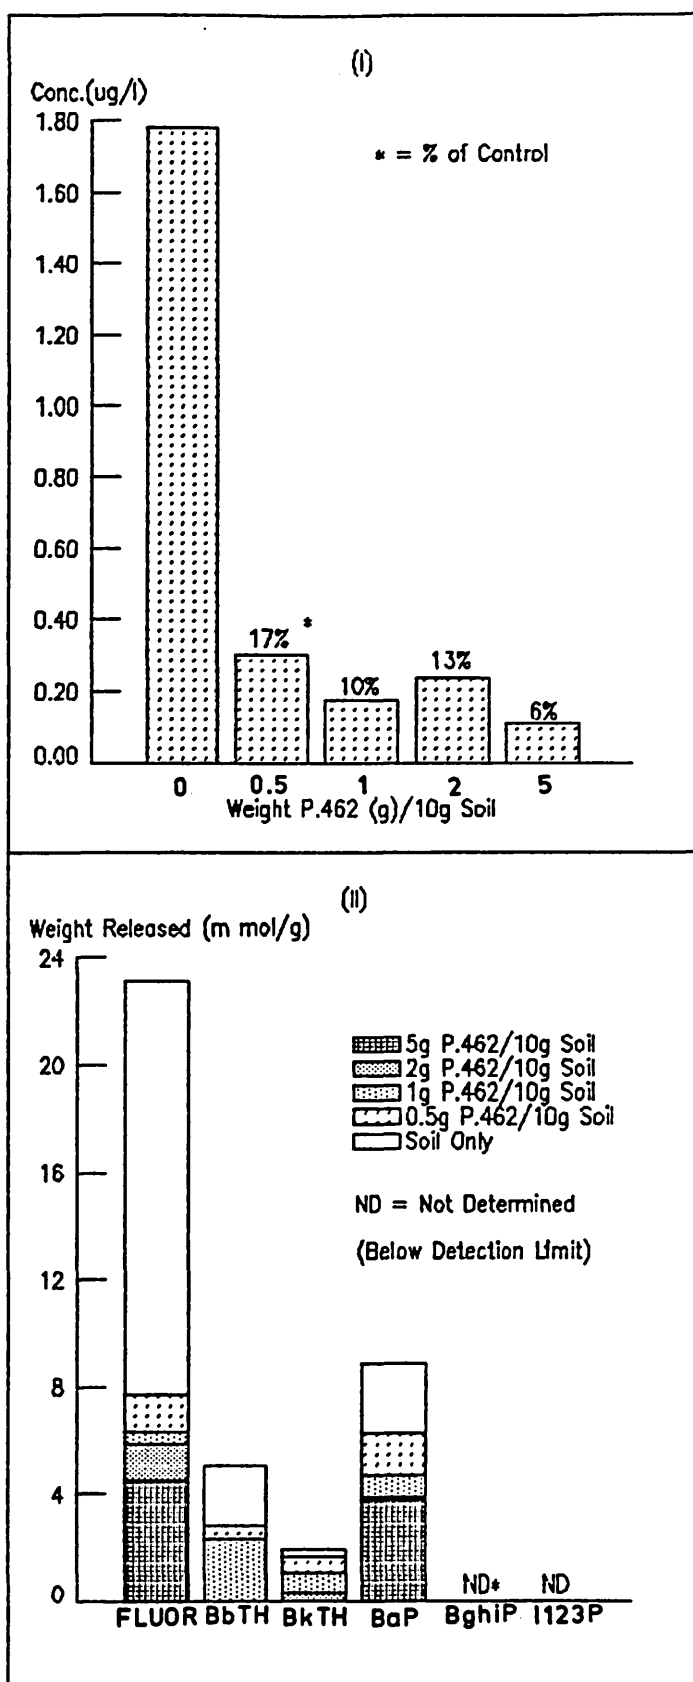 (I)
Conc.(ug/l)
1.80
* = % of Control
1.60
1.40
1.20
1.00
0.80
0.60
0.40
*
17%
10%
13%
6%
0.20
0.00
0 0.5 1 2 5
Weight P.462 (g)/10g Soil
(II)
Weight Released (m mol/g)
24
20
16
12
8
4
0
5g P.462/10g Soil
2g P.462/10g Soil
1g P.462/10g Soil
0.5g P.462/10g Soil
Soil Only
ND = Not Determined
(Below Detection Limit)
ND* ND
FLUOR BbTH BkTH BaP BghiP I123P